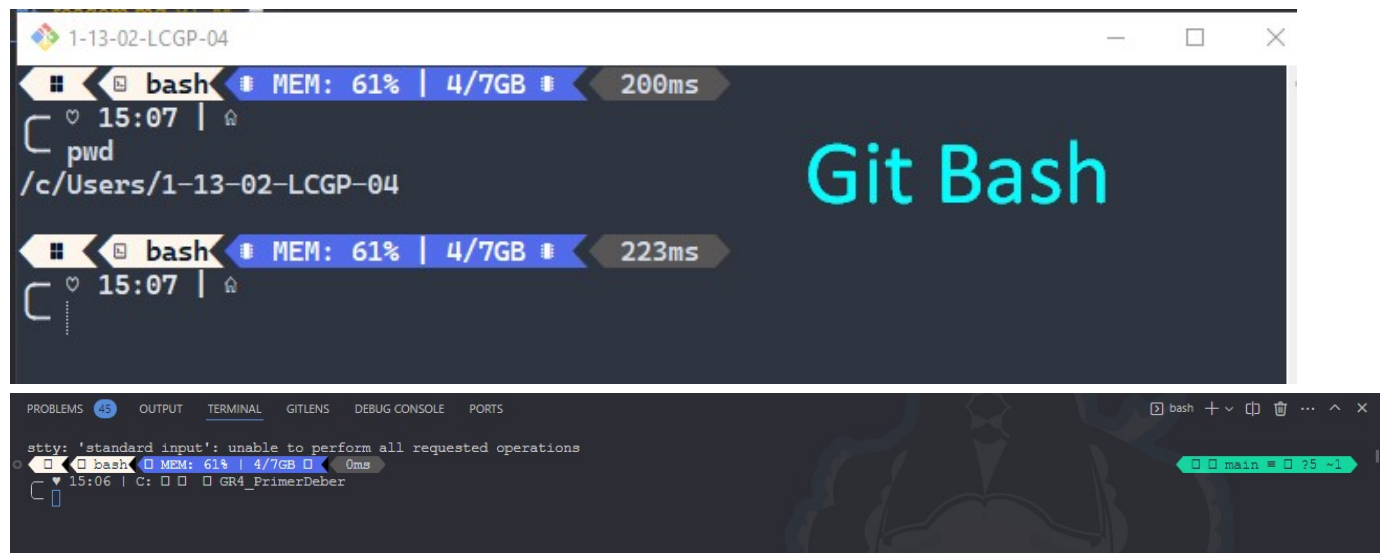 1-13-02-LCGP-04
bash MEM: 61% | 4/7GB 200ms
♡ 15:07 |
pwd
/c/Users/1-13-02-LCGP-04
Git Bash
bash MEM: 61% | 4/7GB 223ms
♡ 15:07 |
PROBLEMS 45 OUTPUT TERMINAL GITLENS DEBUG CONSOLE PORTS bash
stty: 'standard input': unable to perform all requested operations
□ □ bash □ MEM: 61% | 4/7GB □ 0ms □ □ main ≡ □ ?5 ~1
♥ 15:06 | C: □ □ □ GR4_PrimerDeber